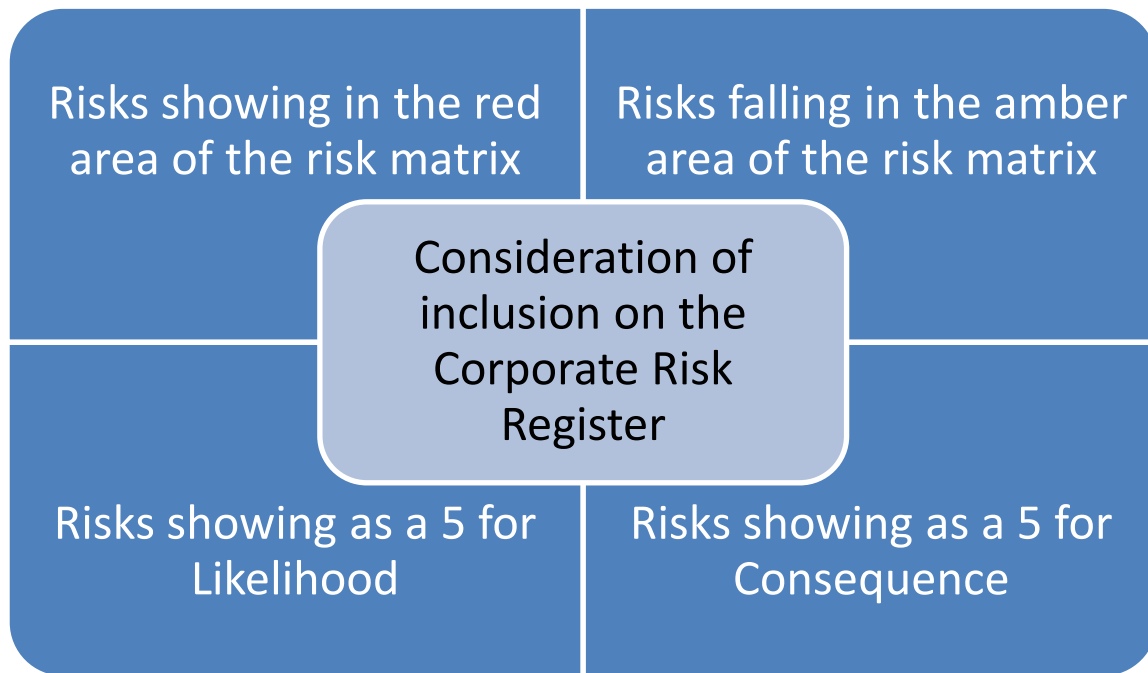 Risks showing in the red
area of the risk matrix
Risks falling in the amber
area of the risk matrix
Consideration of
inclusion on the
Corporate Risk
Register
Risks showing as a 5 for
Likelihood
Risks showing as a 5 for
Consequence